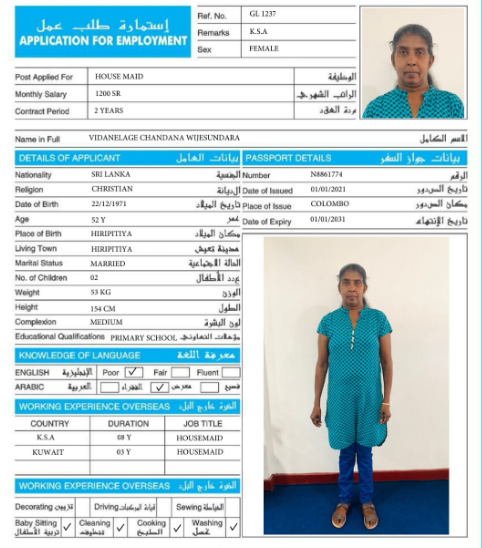 إستمارة طلب عمل
APPLICATION FOR EMPLOYMENT
Ref. No. GL 1237
Remarks K.S.A
Sex FEMALE
Post Applied For HOUSE MAID الوظيفة
Monthly Salary 1200 SR الراتب الشهري
Contract Period 2 YEARS مدة العقد
Name in Full VIDANELAGE CHANDANA WIJESUNDARA الاسم الكامل
DETAILS OF APPLICANT بيانات العامل
Nationality SRI LANKA الجنسية
Religion CHRISTIAN الديانة
Date of Birth 22/12/1971 تاريخ الميلاد
Age 52 Y عمر
Place of Birth HIRIPITIYA مكان الميلاد
Living Town HIRIPITIYA مدينة تعيش
Marital Status MARRIED الحالة الاجتماعية
No. of Children 02 عدد الأطفال
Weight 53 KG الوزن
Height 154 CM الطول
Complexion MEDIUM لون البشرة
Educational Qualifications PRIMARY SCHOOL مؤهلات
PASSPORT DETAILS بيانات جواز السفر
Number N8861774 الرقم
Date of Issued 01/01/2021 تاريخ الصدور
Place of Issue COLOMBO مكان الصدور
Date of Expiry 01/01/2031 تاريخ الإنتهاء
KNOWLEDGE OF LANGUAGE معرفة اللغة
ENGLISH الإنجليزية Poor ✓ Fair Fluent
ARABIC العربية ✓ فصيح
WORKING EXPERIENCE OVERSEAS الخبرة خارج البلد
COUNTRY DURATION JOB TITLE
K.S.A 08 Y HOUSEMAID
KUWAIT 03 Y HOUSEMAID
WORKING EXPERIENCE OVERSEAS الخبرة خارج البلد
Decorating تزيين Driving قيادة المركبات Sewing الخياطة
Baby Sitting تربية الأطفال ✓ Cleaning تنظيف ✓ Cooking الطبخ ✓ Washing غسل ✓